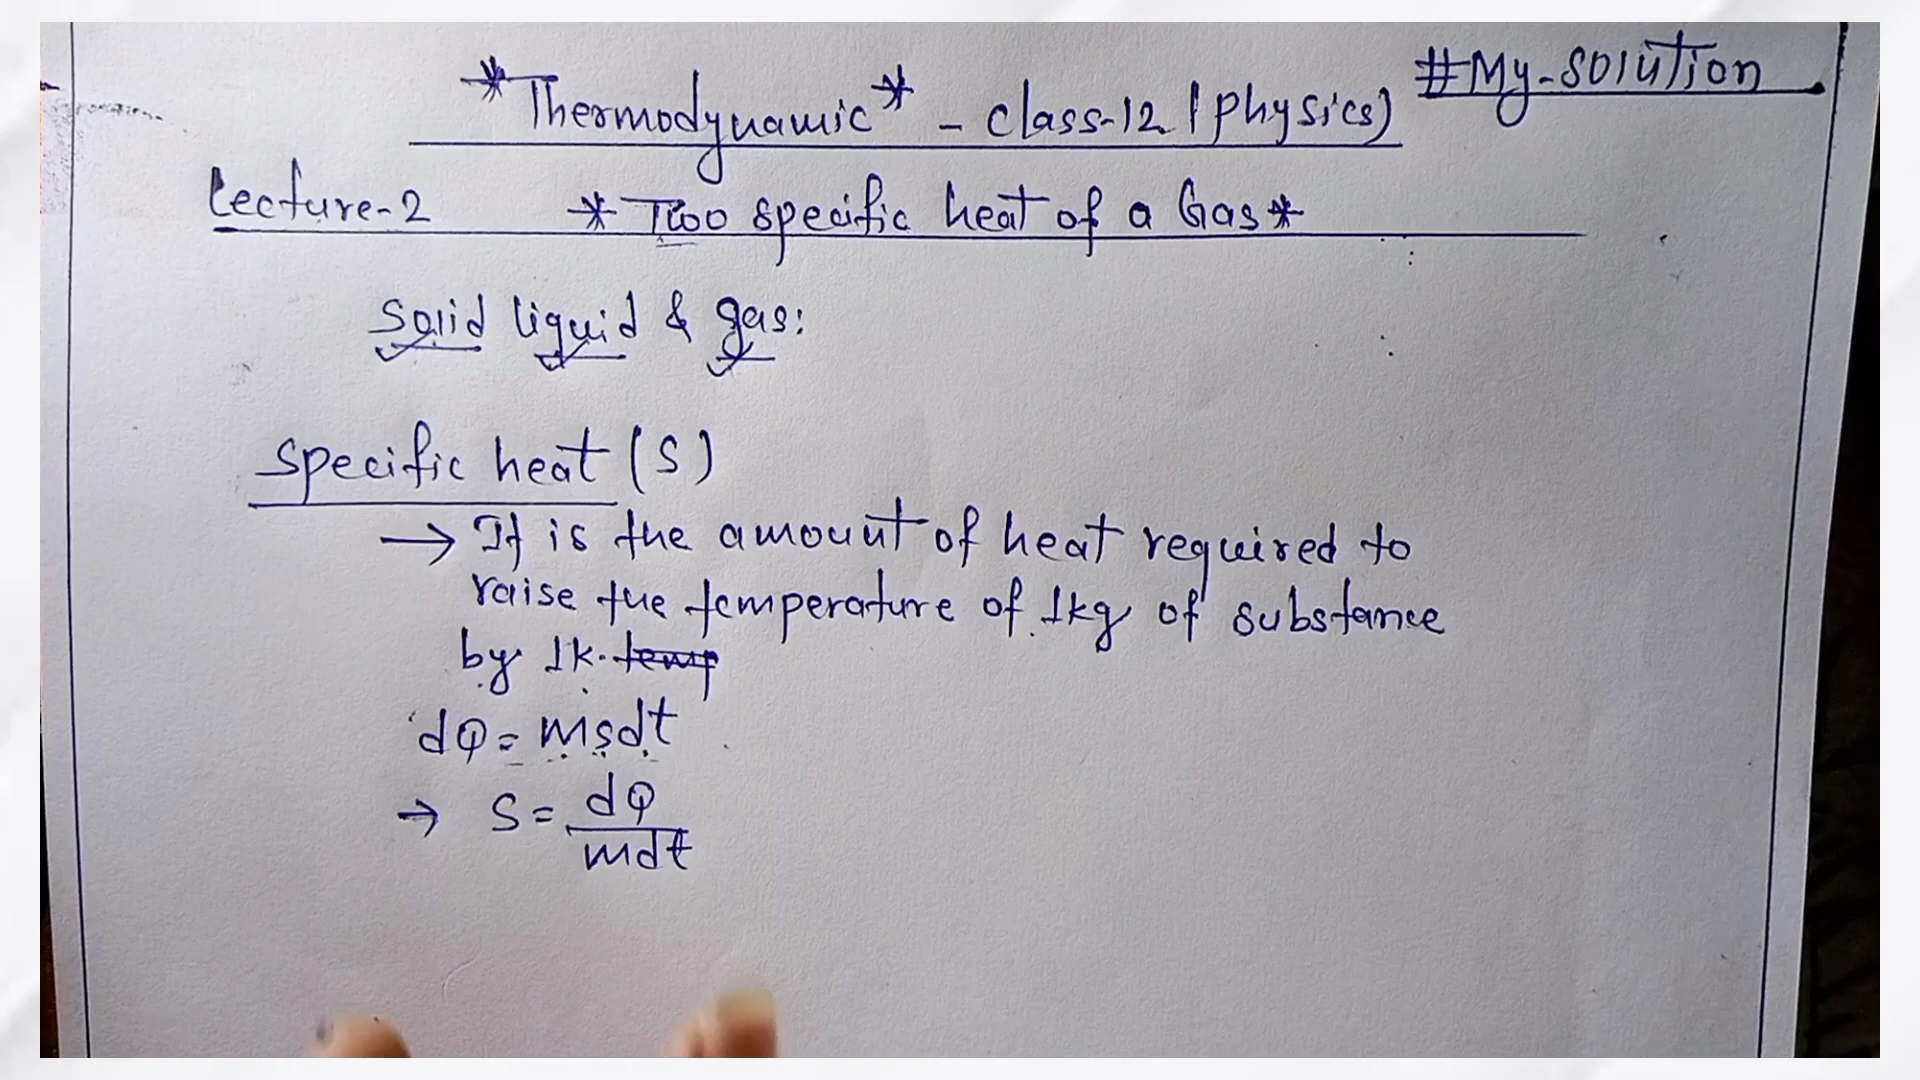 *Thermodynamic* - class-12 (physics)
#My-solution
Lecture-2 *Two specific heat of a Gas*
Solid liquid & gas:
Specific heat (S)
→ It is the amount of heat required to
raise the temperature of 1kg of substance
by 1k. temp
dQ = msdt
→ S = dQ/mdt